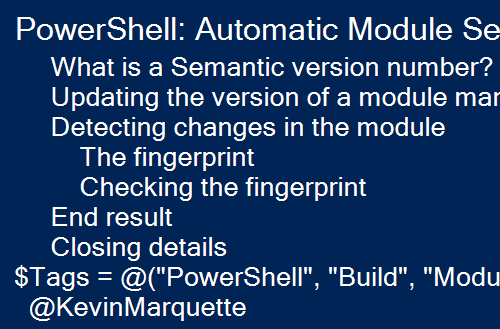 PowerShell: Automatic Module Se
What is a Semantic version number?
Updating the version of a module mar
Detecting changes in the module
The fingerprint
Checking the fingerprint
End result
Closing details
$Tags = @("PowerShell", "Build", "Modu
@KevinMarquette